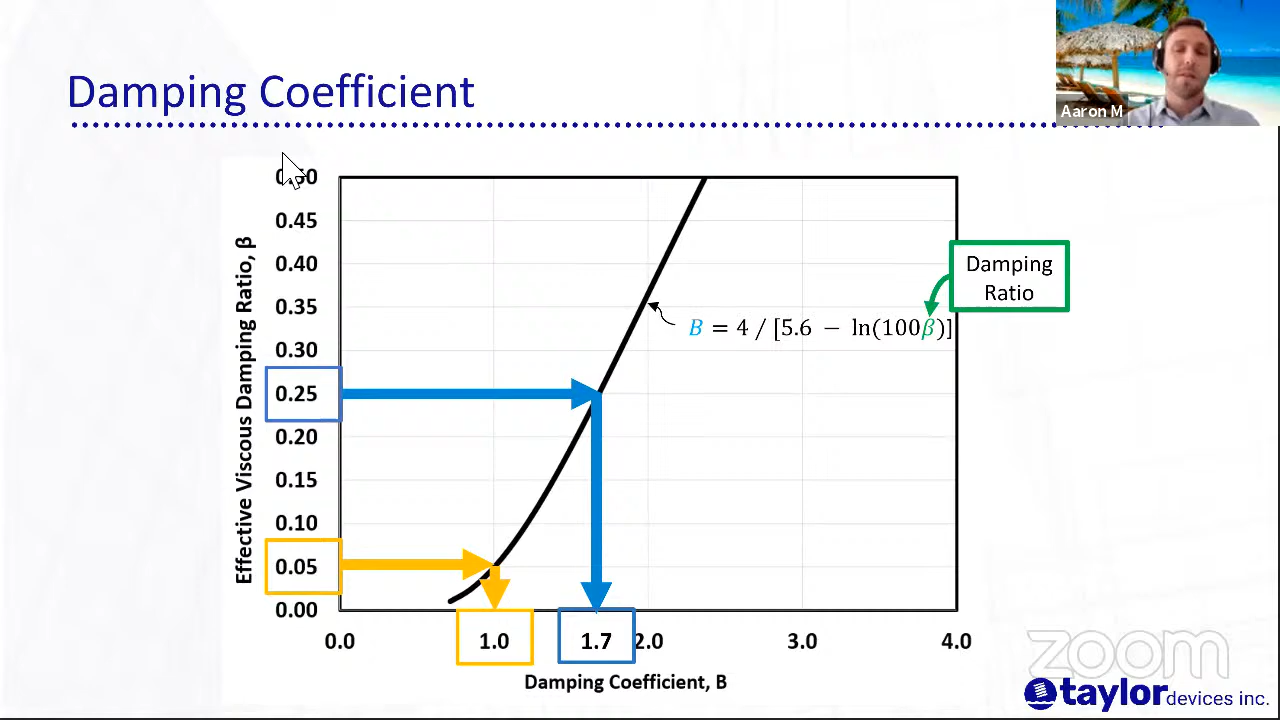 Damping Coefficient
Aaron M
Effective Viscous Damping Ratio, β
0.45
0.40
0.35
0.30
0.25
0.20
0.15
0.10
0.05
0.00
0.0
1.0
1.7
2.0
3.0
4.0
Damping Coefficient, B
B = 4 / [5.6 − ln(100β)]
Damping
Ratio
zoom
taylor devices inc.